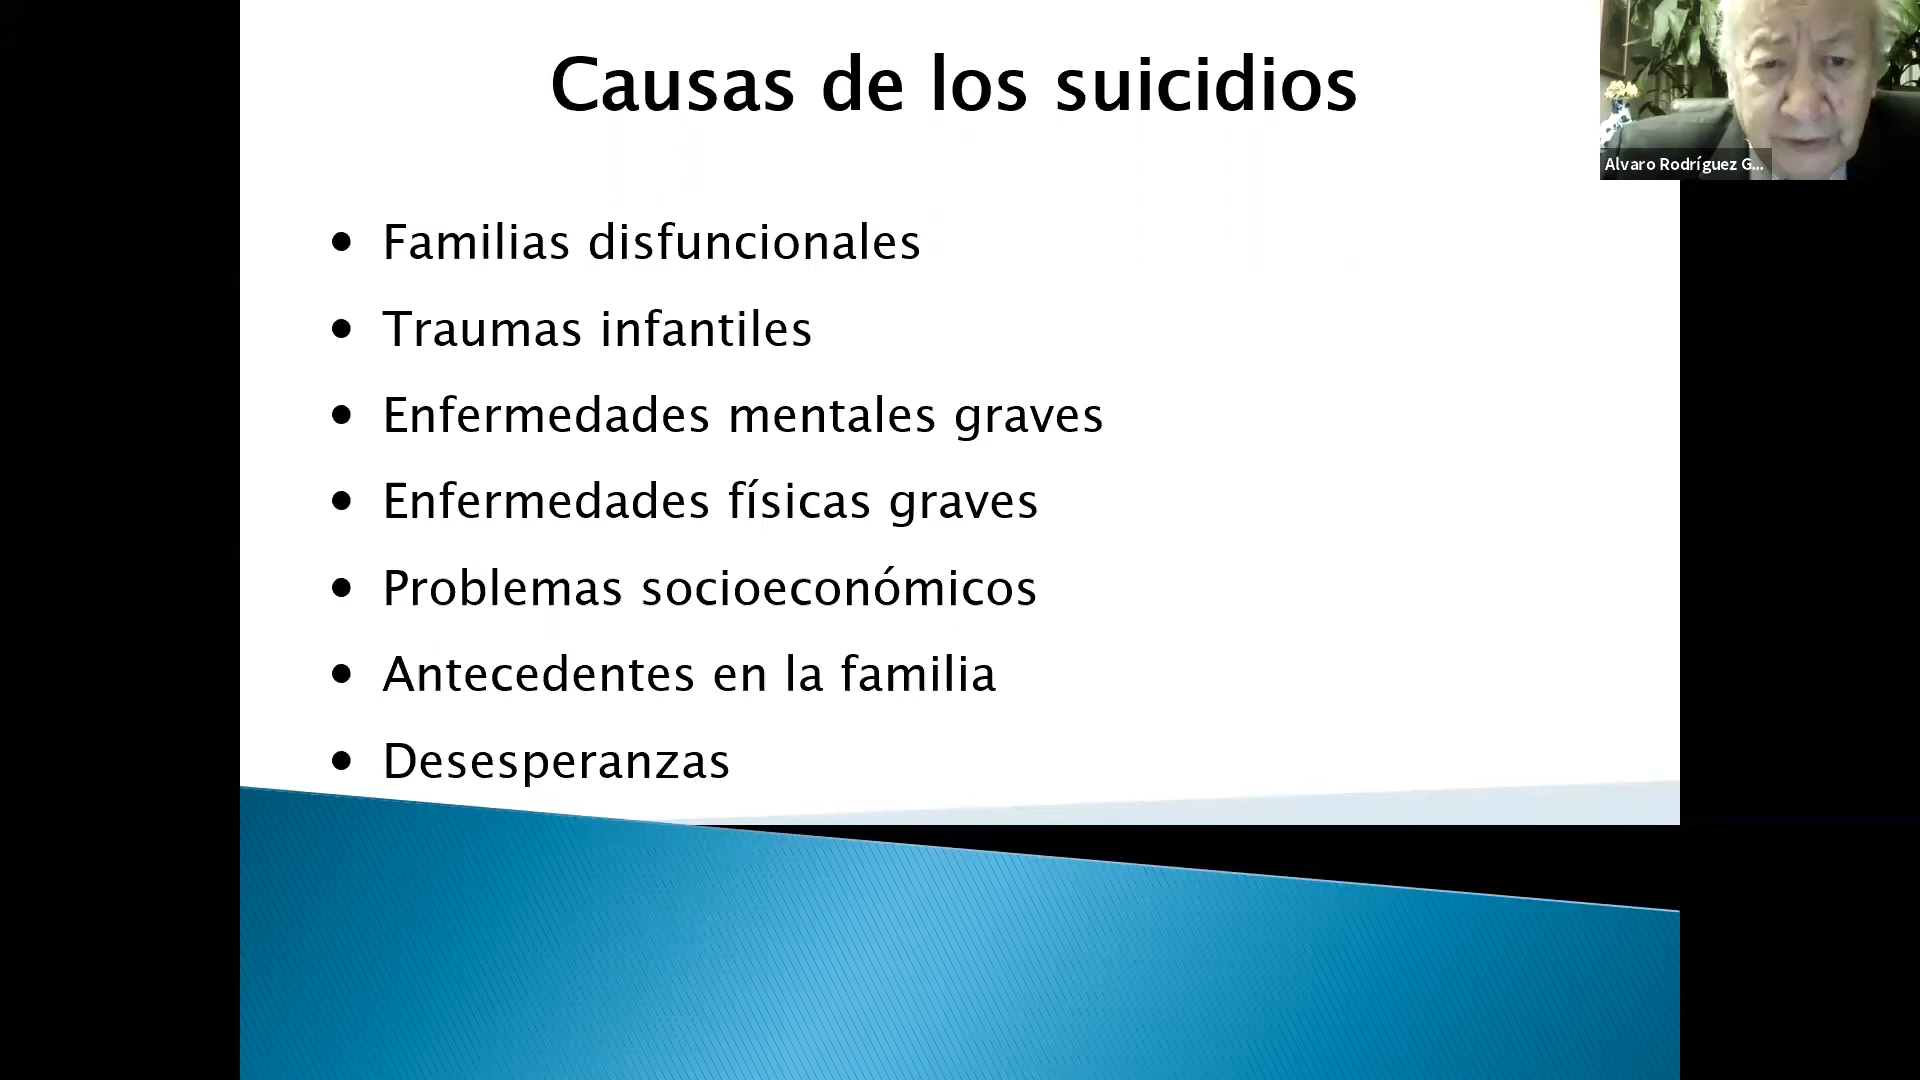 Causas de los suicidios
Alvaro Rodríguez G...
• Familias disfuncionales
• Traumas infantiles
• Enfermedades mentales graves
• Enfermedades físicas graves
• Problemas socioeconómicos
• Antecedentes en la familia
• Desesperanzas